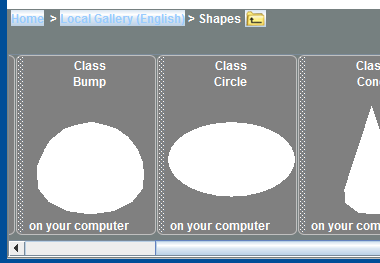 Home > Local Gallery (English) > Shapes
Class
Bump
on your computer
Class
Circle
on your computer
Clas
Con
on your